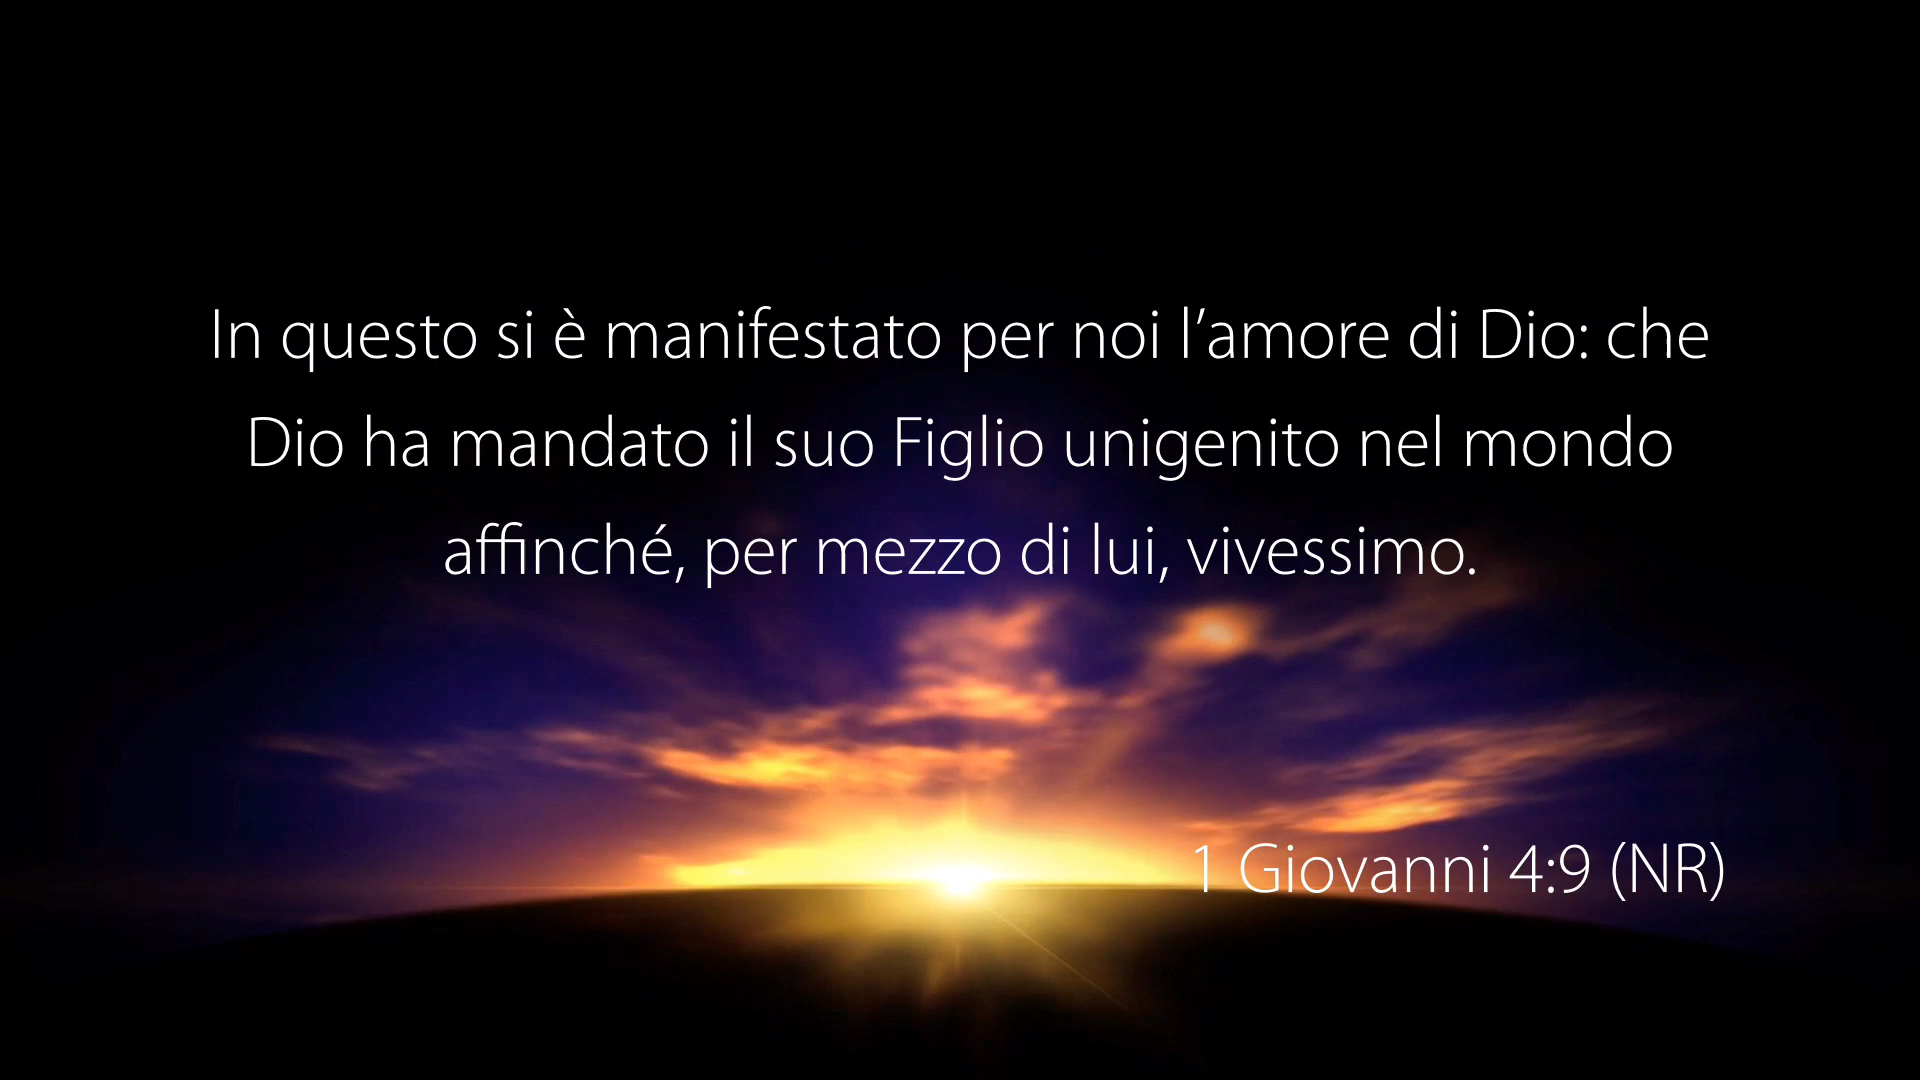 In questo si è manifestato per noi l’amore di Dio: che
Dio ha mandato il suo Figlio unigenito nel mondo
affinché, per mezzo di lui, vivessimo.
1 Giovanni 4:9 (NR)